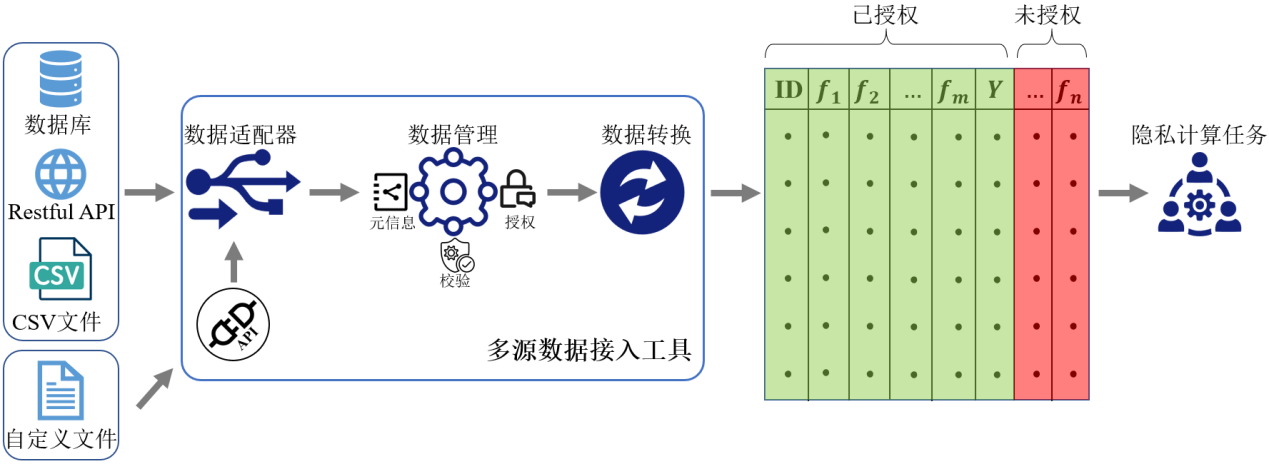 数据库
Restful API
CSV
CSV文件
自定义文件
数据适配器
API
数据管理
元信息
授权
校验
数据转换
多源数据接入工具
已授权
未授权
ID f1 f2 ... fm Y ... fn
隐私计算任务